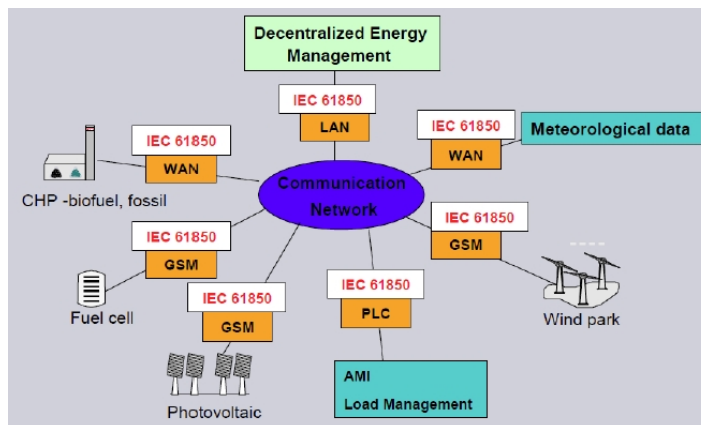 Decentralized Energy
Management
IEC 61850
LAN
IEC 61850
WAN
Meteorological data
IEC 61850
WAN
CHP -biofuel, fossil
Communication
Network
IEC 61850
GSM
Wind park
IEC 61850
GSM
Fuel cell
IEC 61850
GSM
Photovoltaic
IEC 61850
PLC
AMI
Load Management